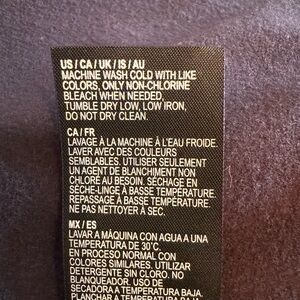 US / CA / UK / IS / AU
MACHINE WASH COLD WITH LIKE
COLORS, ONLY NON-CHLORINE
BLEACH WHEN NEEDED,
TUMBLE DRY LOW, LOW IRON,
DO NOT DRY CLEAN.
CA / FR
LAVAGE À LA MACHINE À L'EAU FROIDE.
LAVER AVEC DES COULEURS
SEMBLABLES. UTILISER SEULEMENT
UN AGENT DE BLANCHIMENT NON
CHLORÉ AU BESOIN. SÉCHAGE EN
SÈCHE-LINGE À BASSE TEMPÉRATURE.
REPASSAGE À BASSE TEMPÉRATURE.
NE PAS NETTOYER À SEC.
MX / ES
LAVAR A MÁQUINA CON AGUA A UNA
TEMPERATURA DE 30°C.
EN PROCESO NORMAL CON
COLORES SIMILARES. UTILIZAR
DETERGENTE SIN CLORO. NO
BLANQUEADOR. USO DE
SECADORA A TEMPERATURA BAJA.
PLANCHAR A TEMPERATURA BAJA.